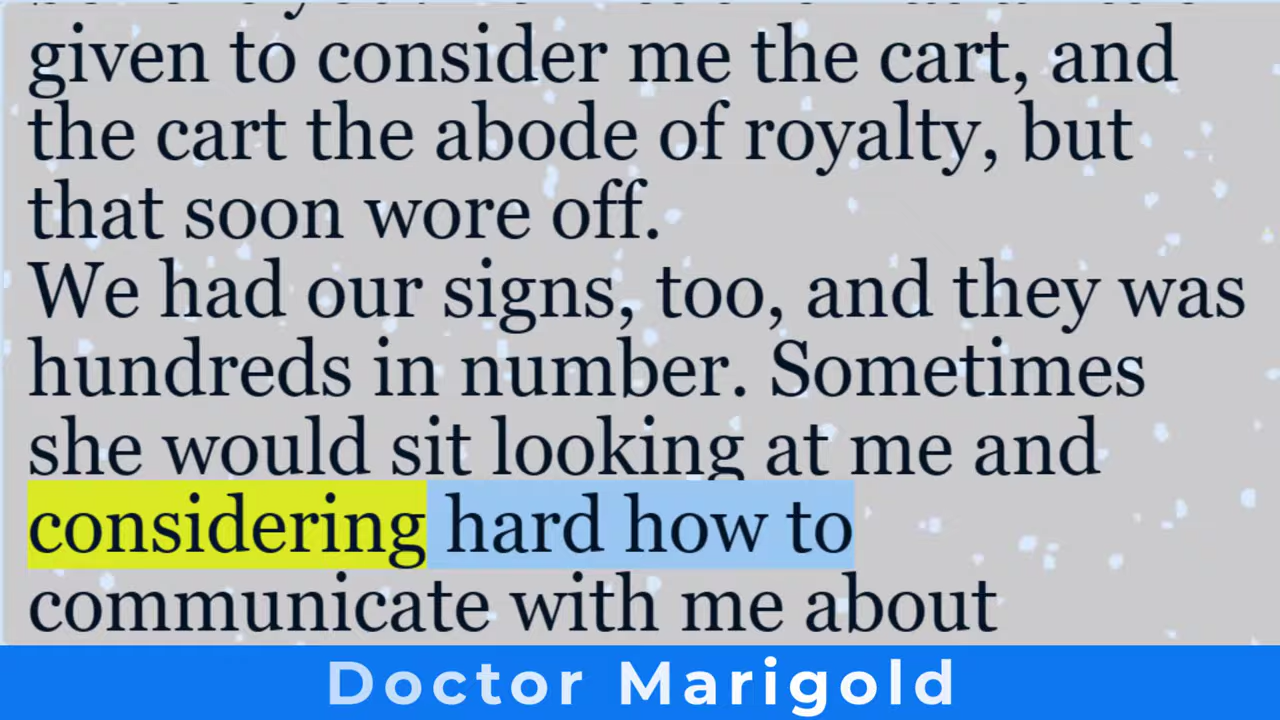 given to consider me the cart, and
the cart the abode of royalty, but
that soon wore off.
We had our signs, too, and they was
hundreds in number. Sometimes
she would sit looking at me and
considering hard how to
communicate with me about
Doctor Marigold